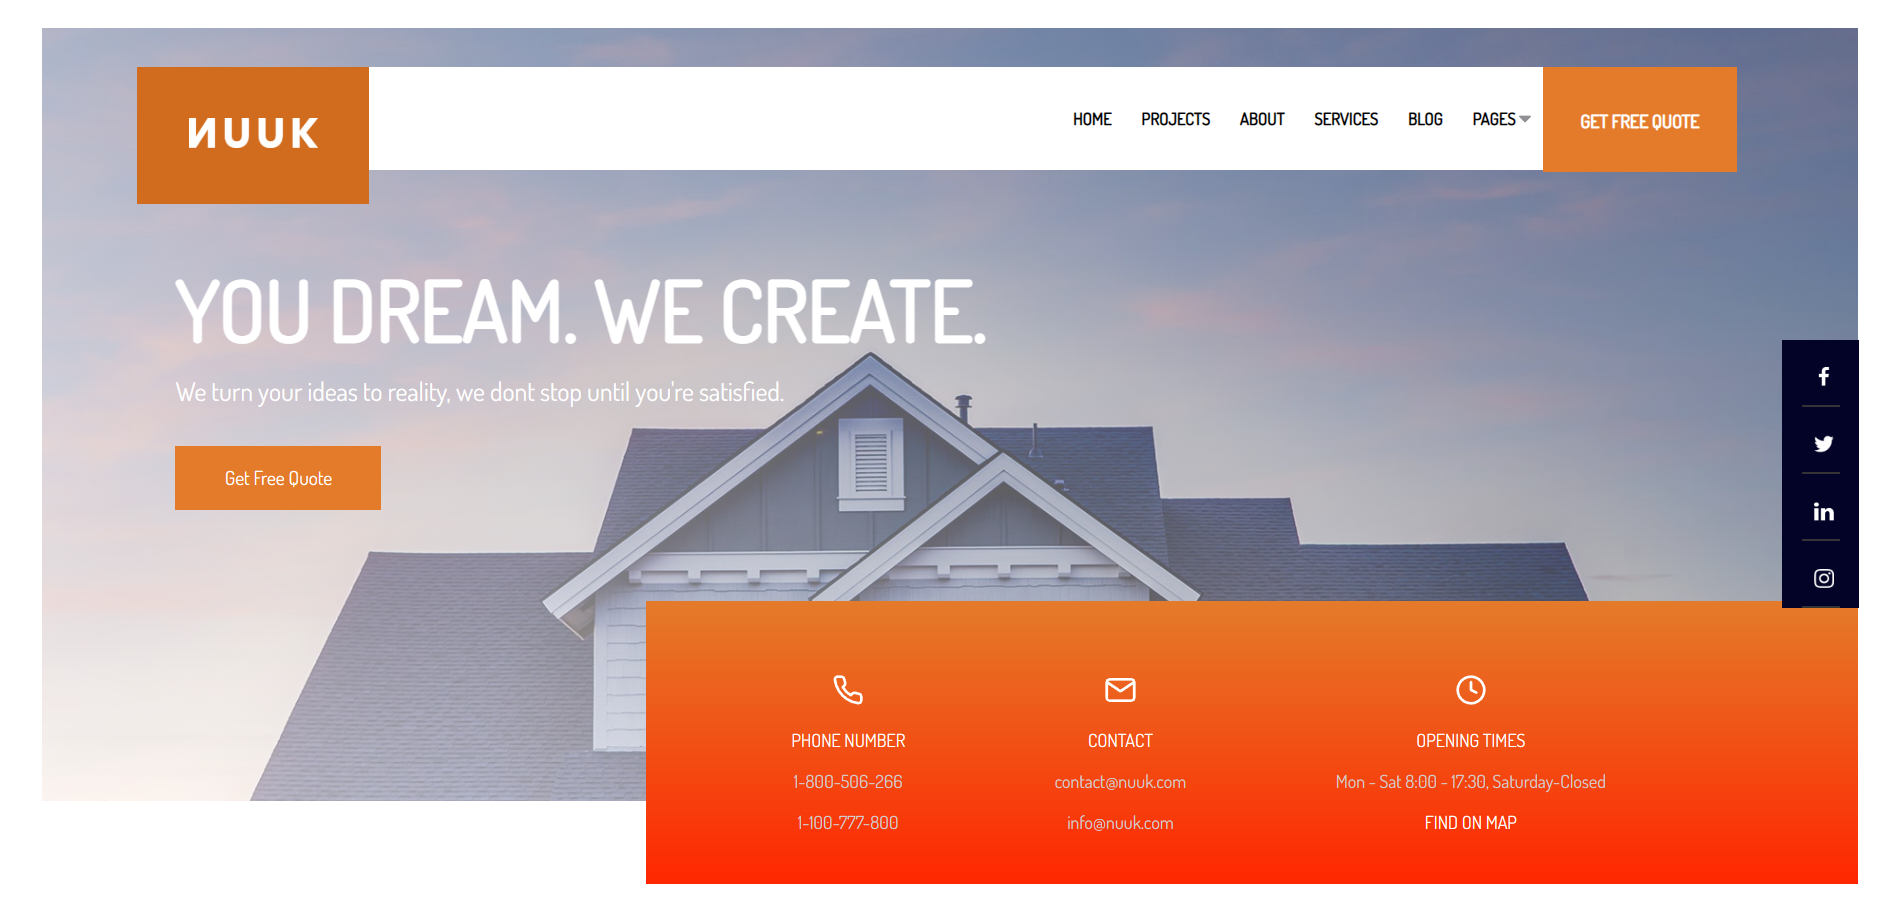 NUUK
HOME PROJECTS ABOUT SERVICES BLOG PAGES
GET FREE QUOTE
YOU DREAM. WE CREATE.
We turn your ideas to reality, we dont stop until you're satisfied.
Get Free Quote
PHONE NUMBER
1-800-506-266
1-100-777-800
CONTACT
contact@nuuk.com
info@nuuk.com
OPENING TIMES
Mon - Sat 8:00 - 17:30, Saturday-Closed
FIND ON MAP